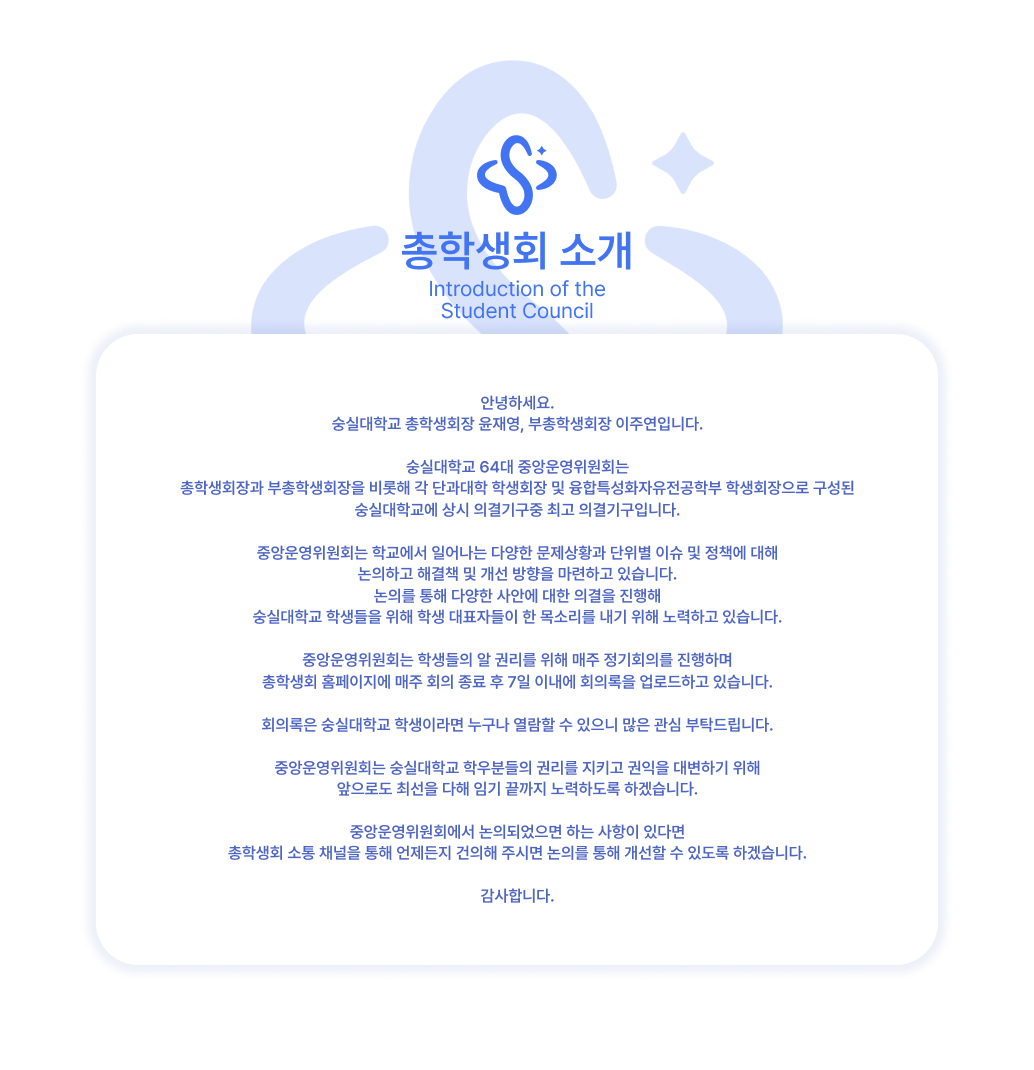 총학생회 소개
Introduction of the
Student Council
안녕하세요.
숭실대학교 총학생회장 윤재영, 부총학생회장 이주연입니다.
숭실대학교 64대 중앙운영위원회는
총학생회장과 부총학생회장을 비롯해 각 단과대학 학생회장 및 융합특성화자유전공학부 학생회장으로 구성된
숭실대학교에 상시 의결기구중 최고 의결기구입니다.
중앙운영위원회는 학교에서 일어나는 다양한 문제상황과 단위별 이슈 및 정책에 대해
논의하고 해결책 및 개선 방향을 마련하고 있습니다.
논의를 통해 다양한 사안에 대한 의결을 진행해
숭실대학교 학생들을 위해 학생 대표자들이 한 목소리를 내기 위해 노력하고 있습니다.
중앙운영위원회는 학생들의 알 권리를 위해 매주 정기회의를 진행하며
총학생회 홈페이지에 매주 회의 종료 후 7일 이내에 회의록을 업로드하고 있습니다.
회의록은 숭실대학교 학생이라면 누구나 열람할 수 있으니 많은 관심 부탁드립니다.
중앙운영위원회는 숭실대학교 학우분들의 권리를 지키고 권익을 대변하기 위해
앞으로도 최선을 다해 임기 끝까지 노력하도록 하겠습니다.
중앙운영위원회에서 논의되었으면 하는 사항이 있다면
총학생회 소통 채널을 통해 언제든지 건의해 주시면 논의를 통해 개선할 수 있도록 하겠습니다.
감사합니다.